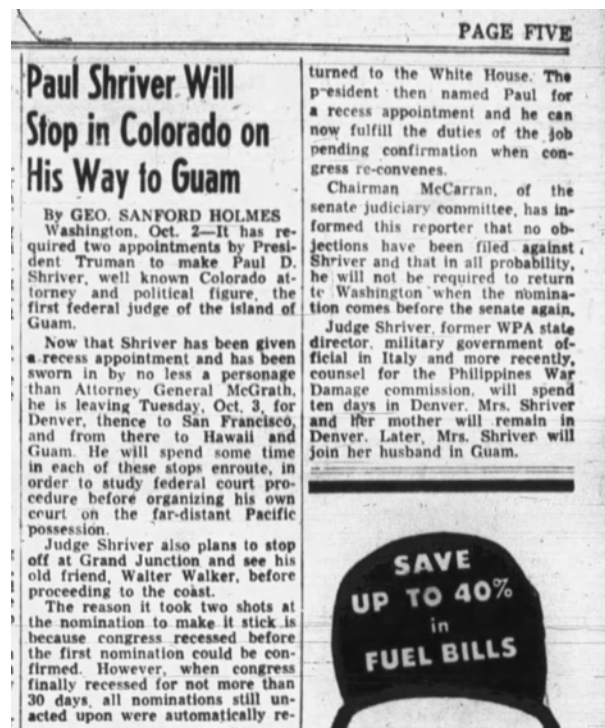 PAGE FIVE
Paul Shriver Will
Stop in Colorado on
His Way to Guam
By GEO. SANFORD HOLMES
Washington, Oct. 2—It has re-
quired two appointments by Presi-
dent Truman to make Paul D.
Shriver, well known Colorado at-
torney and political figure, the
first federal judge of the island of
Guam.
Now that Shriver has been given
a recess appointment and has been
sworn in by no less a personage
than Attorney General McGrath,
he is leaving Tuesday, Oct. 3, for
Denver, thence to San Francisco,
and from there to Hawaii and
Guam. He will spend some time
in each of these stops enroute, in
order to study federal court pro-
cedure before organizing his own
court on the far-distant Pacific
possession.
Judge Shriver also plans to stop
off at Grand Junction and see his
old friend, Walter Walker, before
proceeding to the coast.
The reason it took two shots at
the nomination to make it stick is
because congress recessed before
the first nomination could be con-
firmed. However, when congress
finally recessed for not more than
30 days, all nominations still un-
acted upon were automatically re-
turned to the White House. The
president then named Paul for
a recess appointment and he can
now fulfill the duties of the job
pending confirmation when con-
gress re-convenes.
Chairman McCarran, of the
senate judiciary committee, has in-
formed this reporter that no ob-
jections have been filed against
Shriver and that in all probability,
he will not be required to return
to Washington when the nomina-
tion comes before the senate again.
Judge Shriver, former WPA state
director, military government of-
ficial in Italy and more recently,
counsel for the Philippines War
Damage commission, will spend
ten days in Denver. Mrs. Shriver
and her mother will remain in
Denver. Later, Mrs. Shriver will
join her husband in Guam.
SAVE
UP TO 40%
in
FUEL BILLS